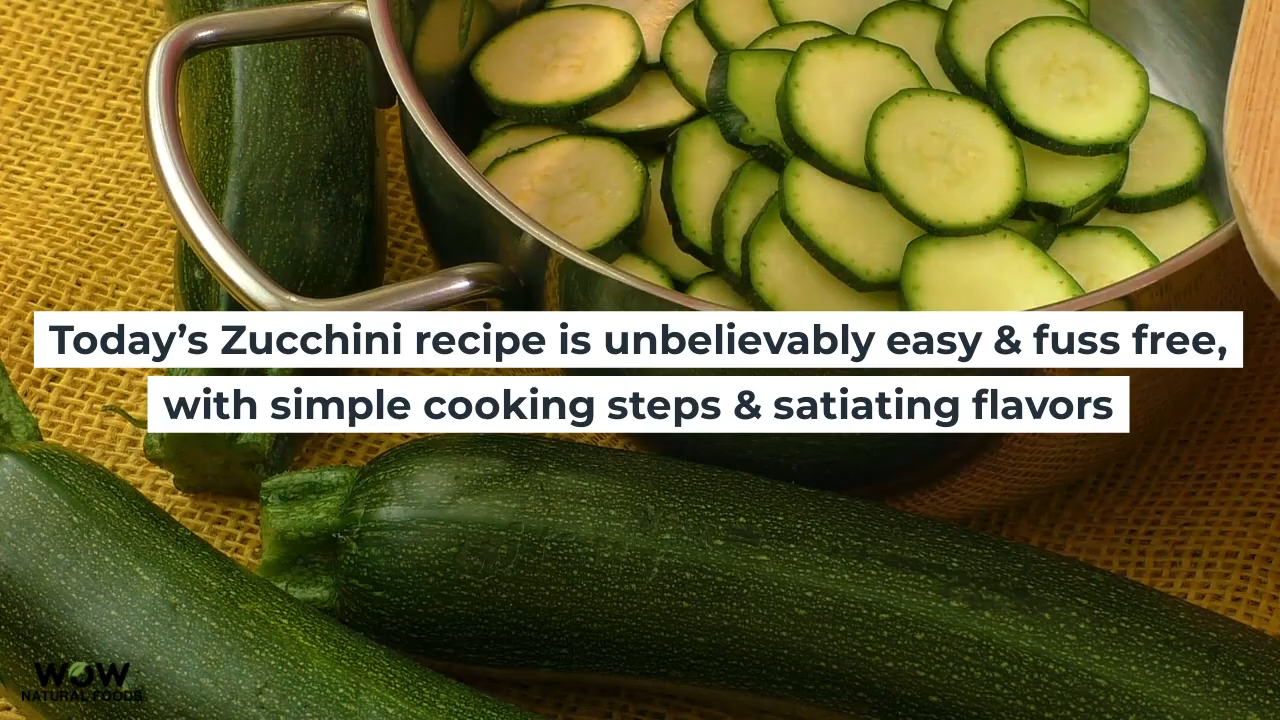 Today’s Zucchini recipe is unbelievably easy & fuss free,
with simple cooking steps & satiating flavors
WOW
NATURAL FOODS